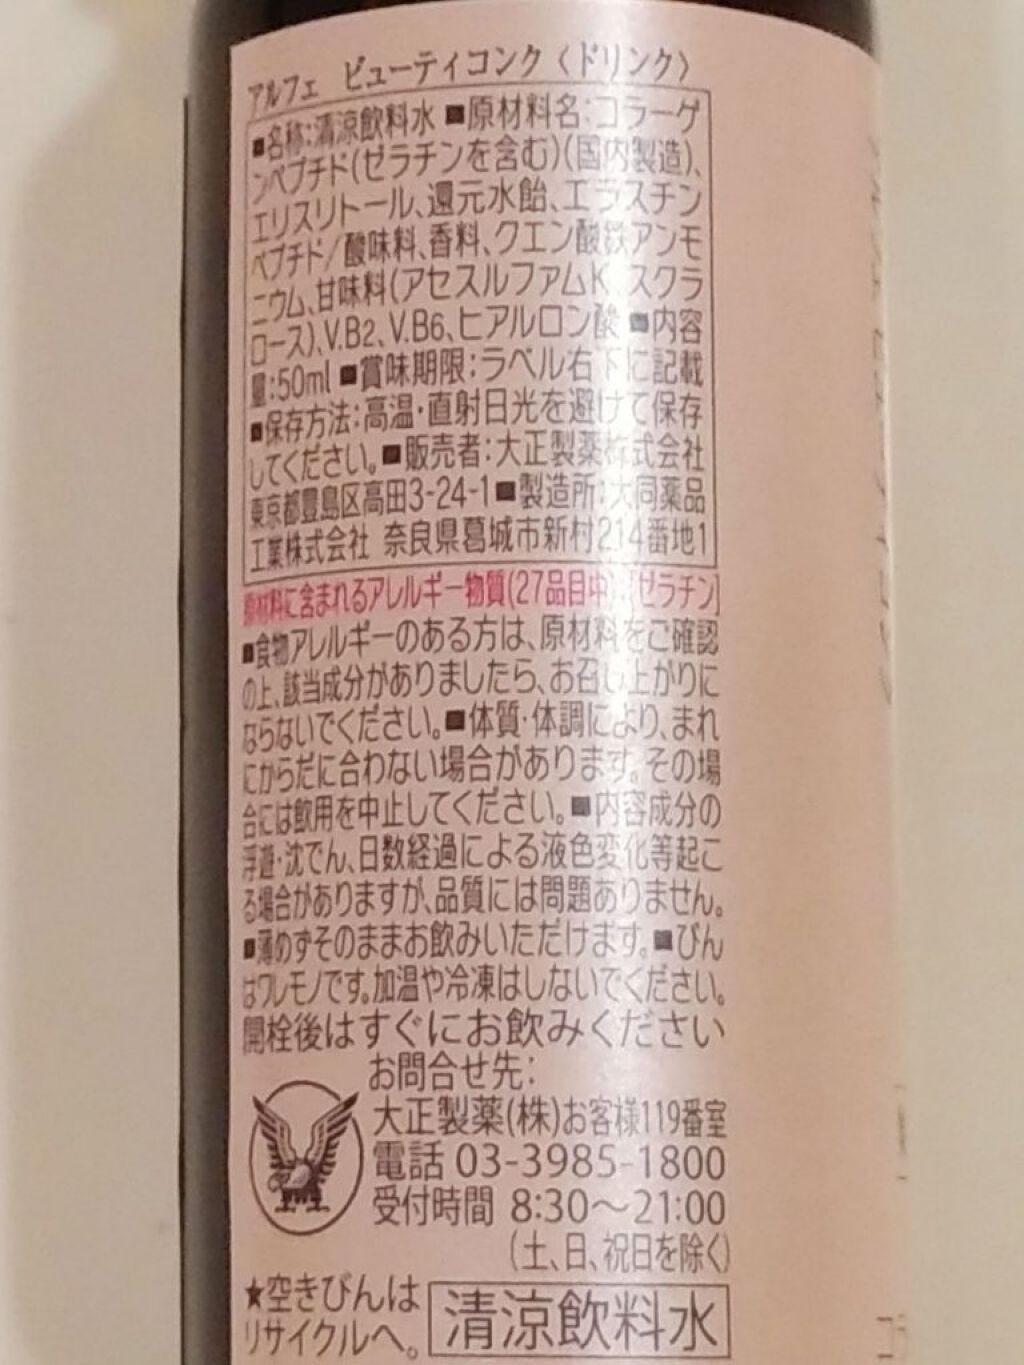 アルフェ ビューティコンク〈ドリンク〉
■名称:清涼飲料水 ■原材料名:コラーゲ
ンペプチド(ゼラチンを含む)(国内製造)、
エリスリトール、還元水飴、エラスチン
ペプチド/酸味料、香料、クエン酸鉄アンモ
ニウム、甘味料(アセスルファムK、スクラ
ロース)、V.B2、V.B6、ヒアルロン酸 ■内容
量:50ml ■賞味期限:ラベル右下に記載
■保存方法:高温・直射日光を避けて保存
してください。■販売者:大正製薬株式会社
東京都豊島区高田3-24-1 ■製造所:大同薬品
工業株式会社 奈良県葛城市新村214番地1
原材料に含まれるアレルギー物質(27品目中):[ゼラチン]
■食物アレルギーのある方は、原材料をご確認
の上、該当成分がありましたら、お召し上がりに
ならないでください。■体質・体調により、まれ
にからだに合わない場合があります。その場
合には飲用を中止してください。■内容成分の
浮遊・沈でん、日数経過による液色変化等起こ
る場合がありますが、品質には問題ありません。
■薄めずそのままお飲みいただけます。■びん
はワレモノです。加温や冷凍はしないでください。
開栓後はすぐにお飲みください
お問合せ先:
大正製薬(株)お客様119番室
電話 03-3985-1800
受付時間 8:30～21:00
(土、日、祝日を除く)
★空きびんは
リサイクルへ。
清涼飲料水